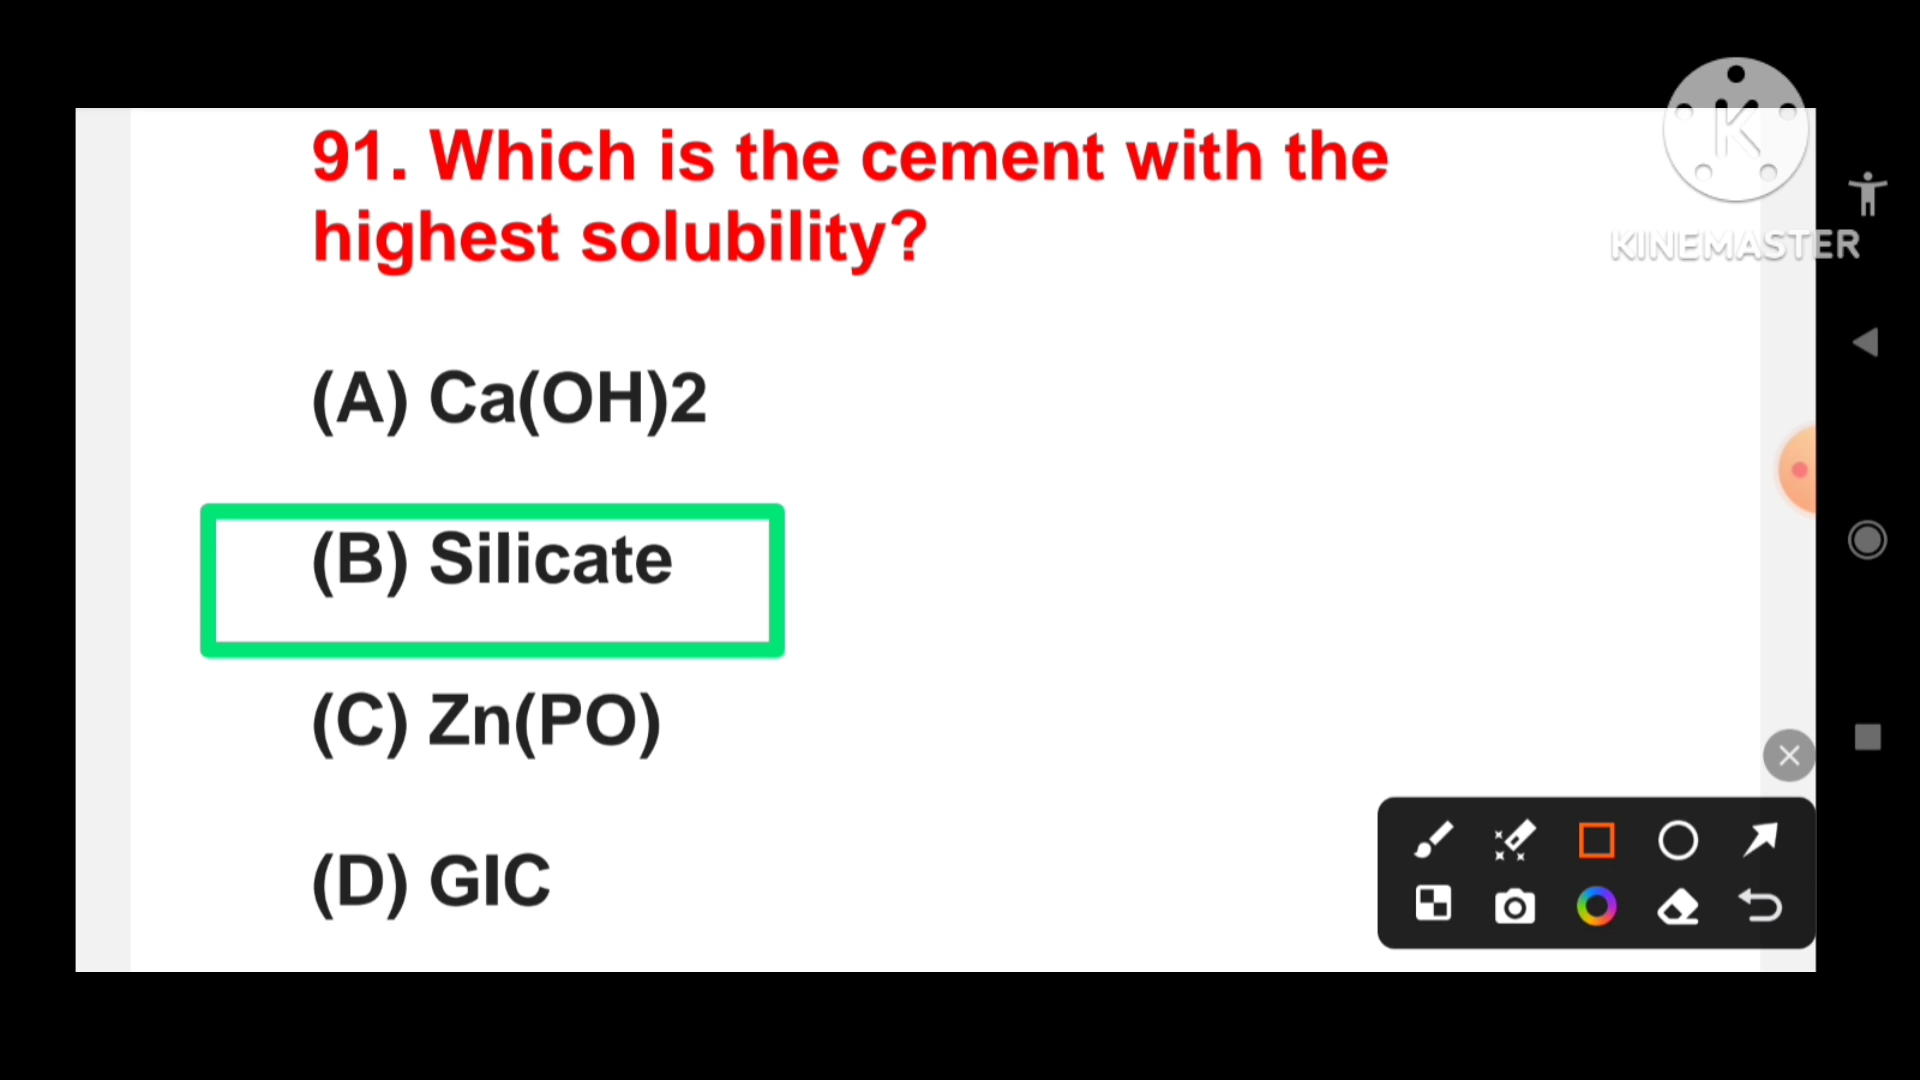 91. Which is the cement with the
highest solubility?
(A) Ca(OH)2
(B) Silicate
(C) Zn(PO)
(D) GIC
K
KINEMASTER